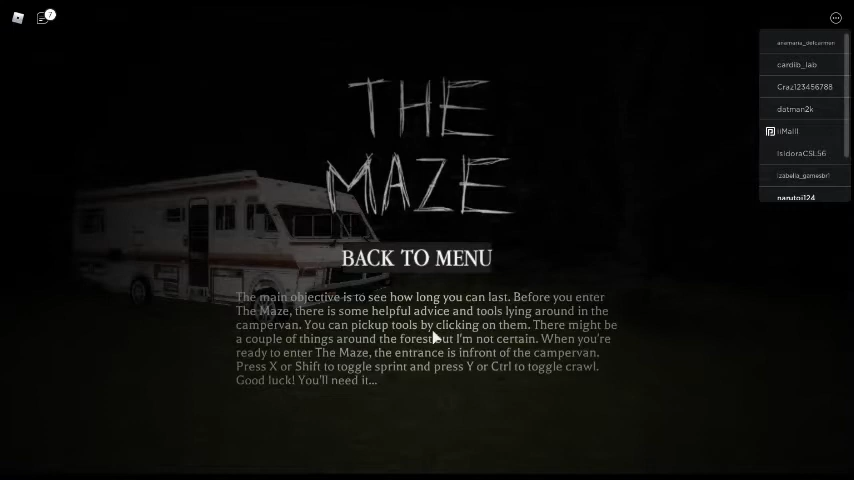 7
THE
MAZE
BACK TO MENU
The main objective is to see how long you can last. Before you enter
The Maze, there is some helpful advice and tools lying around in the
campervan. You can pickup tools by clicking on them. There might be
a couple of things around the forest but I'm not certain. When you're
ready to enter The Maze, the entrance is infront of the campervan.
Press X or Shift to toggle sprint and press Y or Ctrl to toggle crawl.
Good luck! You'll need it...
anamaria_delcarmen
cardib_lab
Craz123456788
datman2k
IsidoraCSL56
izabella_gamesbr1
narutoi124